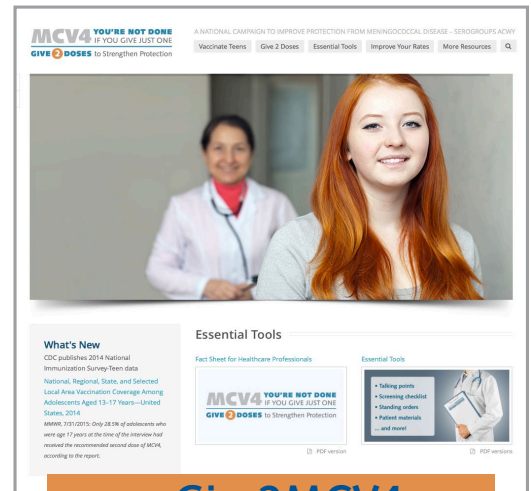 MCV4 YOU'RE NOT DONE
IF YOU GIVE JUST ONE
GIVE 2 DOSES to Strengthen Protection
A NATIONAL CAMPAIGN TO IMPROVE PROTECTION FROM MENINGOCOCCAL DISEASE – SEROGROUPS ACWY
Vaccinate Teens Give 2 Doses Essential Tools Improve Your Rates More Resources
What's New
CDC publishes 2014 National
Immunization Survey-Teen data
National, Regional, State, and Selected
Local Area Vaccination Coverage Among
Adolescents Aged 13–17 Years—United
States, 2014
MMWR, 7/31/2015: Only 28.5% of adolescents who
were age 17 years at the time of the interview had
received the recommended second dose of MCV4,
according to the report.
Essential Tools
Fact Sheet for Healthcare Professionals
MCV4 YOU'RE NOT DONE
IF YOU GIVE JUST ONE
GIVE 2 DOSES to Strengthen Protection
PDF version
Essential Tools
• Talking points
• Screening checklist
• Standing orders
• Patient materials
... and more!
PDF versions